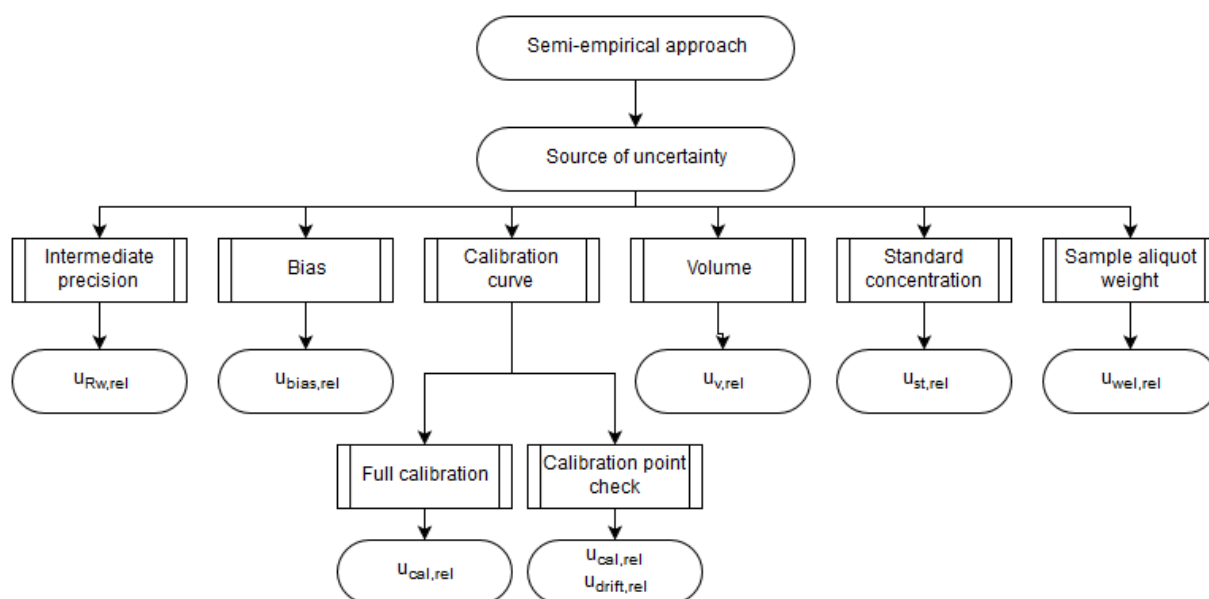 Semi-empirical approach
Source of uncertainty
Intermediate
precision
Bias
Calibration
curve
Volume
Standard
concentration
Sample aliquot
weight
uRw,rel
ubias,rel
uv,rel
ust,rel
uwel,rel
Full calibration
Calibration point
check
ucal,rel
ucal,rel
udrift,rel